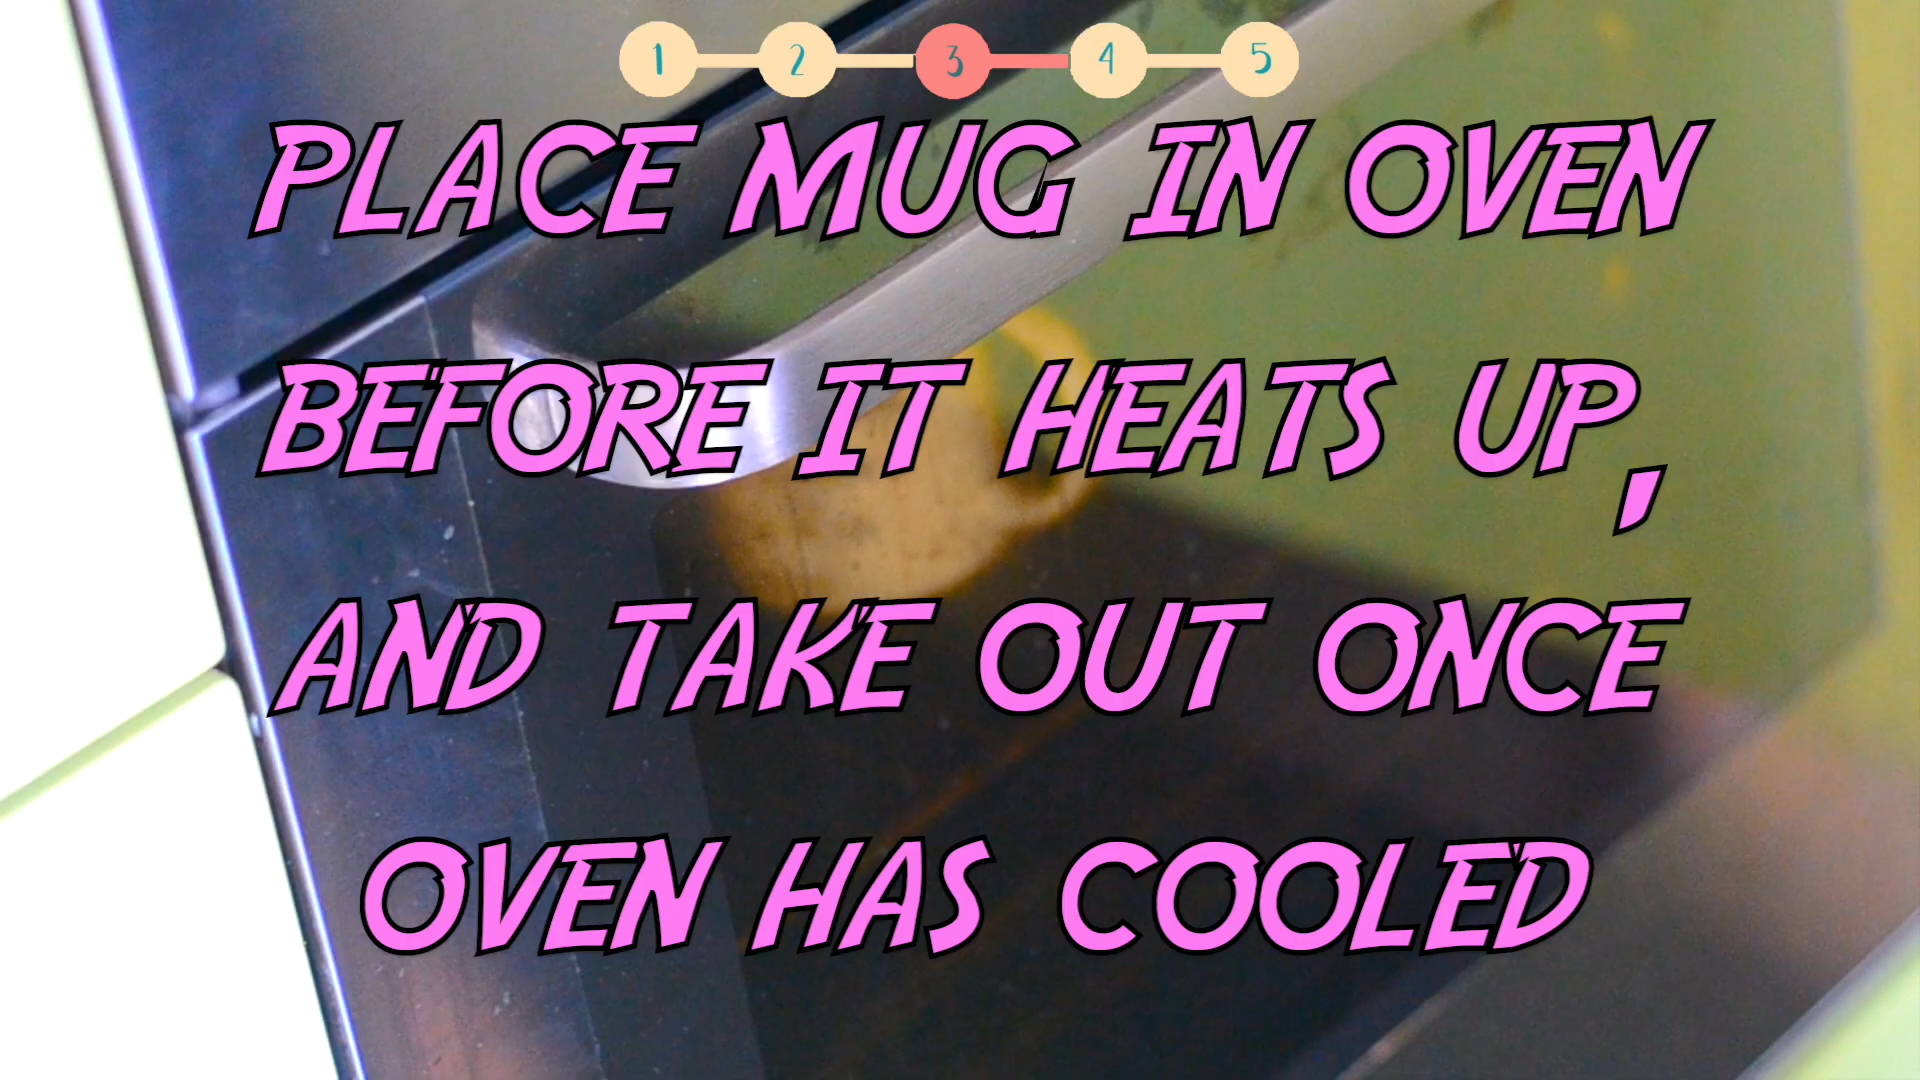 1 2 3 4 5
PLACE MUG IN OVEN
BEFORE IT HEATS UP,
AND TAKE OUT ONCE
OVEN HAS COOLED